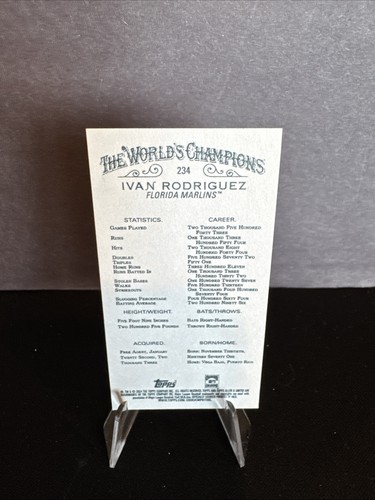 THE WORLD'S CHAMPIONS
234
IVAN RODRIGUEZ
FLORIDA MARLINS™
STATISTICS. CAREER.
Games Played Two Thousand Five Hundred
Forty Three
Runs One Thousand Three
Hundred Fifty Four
Hits Two Thousand Eight
Hundred Forty Four
Doubles Five Hundred Seventy Two
Triples Fifty One
Home Runs Three Hundred Eleven
Runs Batted In One Thousand Three
Hundred Thirty Two
Stolen Bases One Hundred Twenty Seven
Walks Five Hundred Thirteen
Strikeouts One Thousand Four Hundred
Seventy Four
Slugging Percentage Four Hundred Sixty Four
Batting Average Two Hundred Ninety Six
HEIGHT/WEIGHT. BATS/THROWS.
Five Foot Nine Inches Bats Right-Handed
Two Hundred Five Pounds Throws Right-Handed
ACQUIRED. BORN/HOME.
Free Agent, January Born: November Thirtieth,
Twenty Second, Two Nineteen Seventy One
Thousand Three Home: Vega Baja, Puerto Rico
Topps